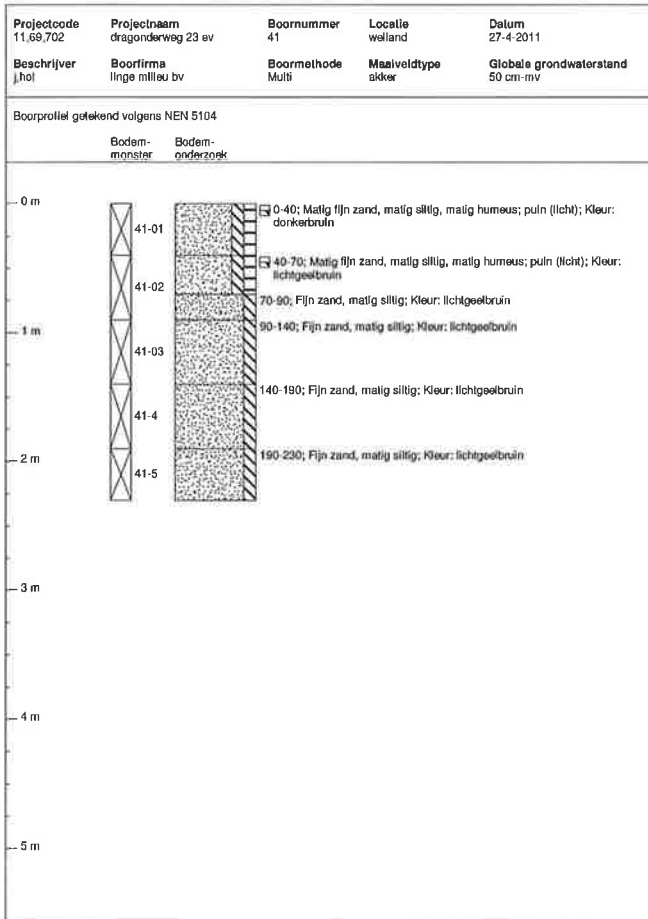 Projectcode Projectnaam Boornummer Locatie Datum
11.69.702 dragonderweg 23 ev 41 weiland 27-4-2011
Beschrijver Boorfirma Boormethode Maaiveldtype Globale grondwaterstand
j.hol linge milieu bv Multi akker 50 cm-mv
Boorprofiel getekend volgens NEN 5104
Bodem- Bodem-
monster onderzoek
0 m
41-01
0-40; Matig fijn zand, matig siltig, matig humeus; puin (licht); Kleur:
donkerbruin
41-02
40-70; Matig fijn zand, matig siltig, matig humeus; puin (licht); Kleur:
lichtgeelbruin
70-90; Fijn zand, matig siltig; Kleur: lichtgeelbruin
1 m
90-140; Fijn zand, matig siltig; Kleur: lichtgeelbruin
41-03
140-190; Fijn zand, matig siltig; Kleur: lichtgeelbruin
41-4
2 m
190-230; Fijn zand, matig siltig; Kleur: lichtgeelbruin
41-5
3 m
4 m
5 m